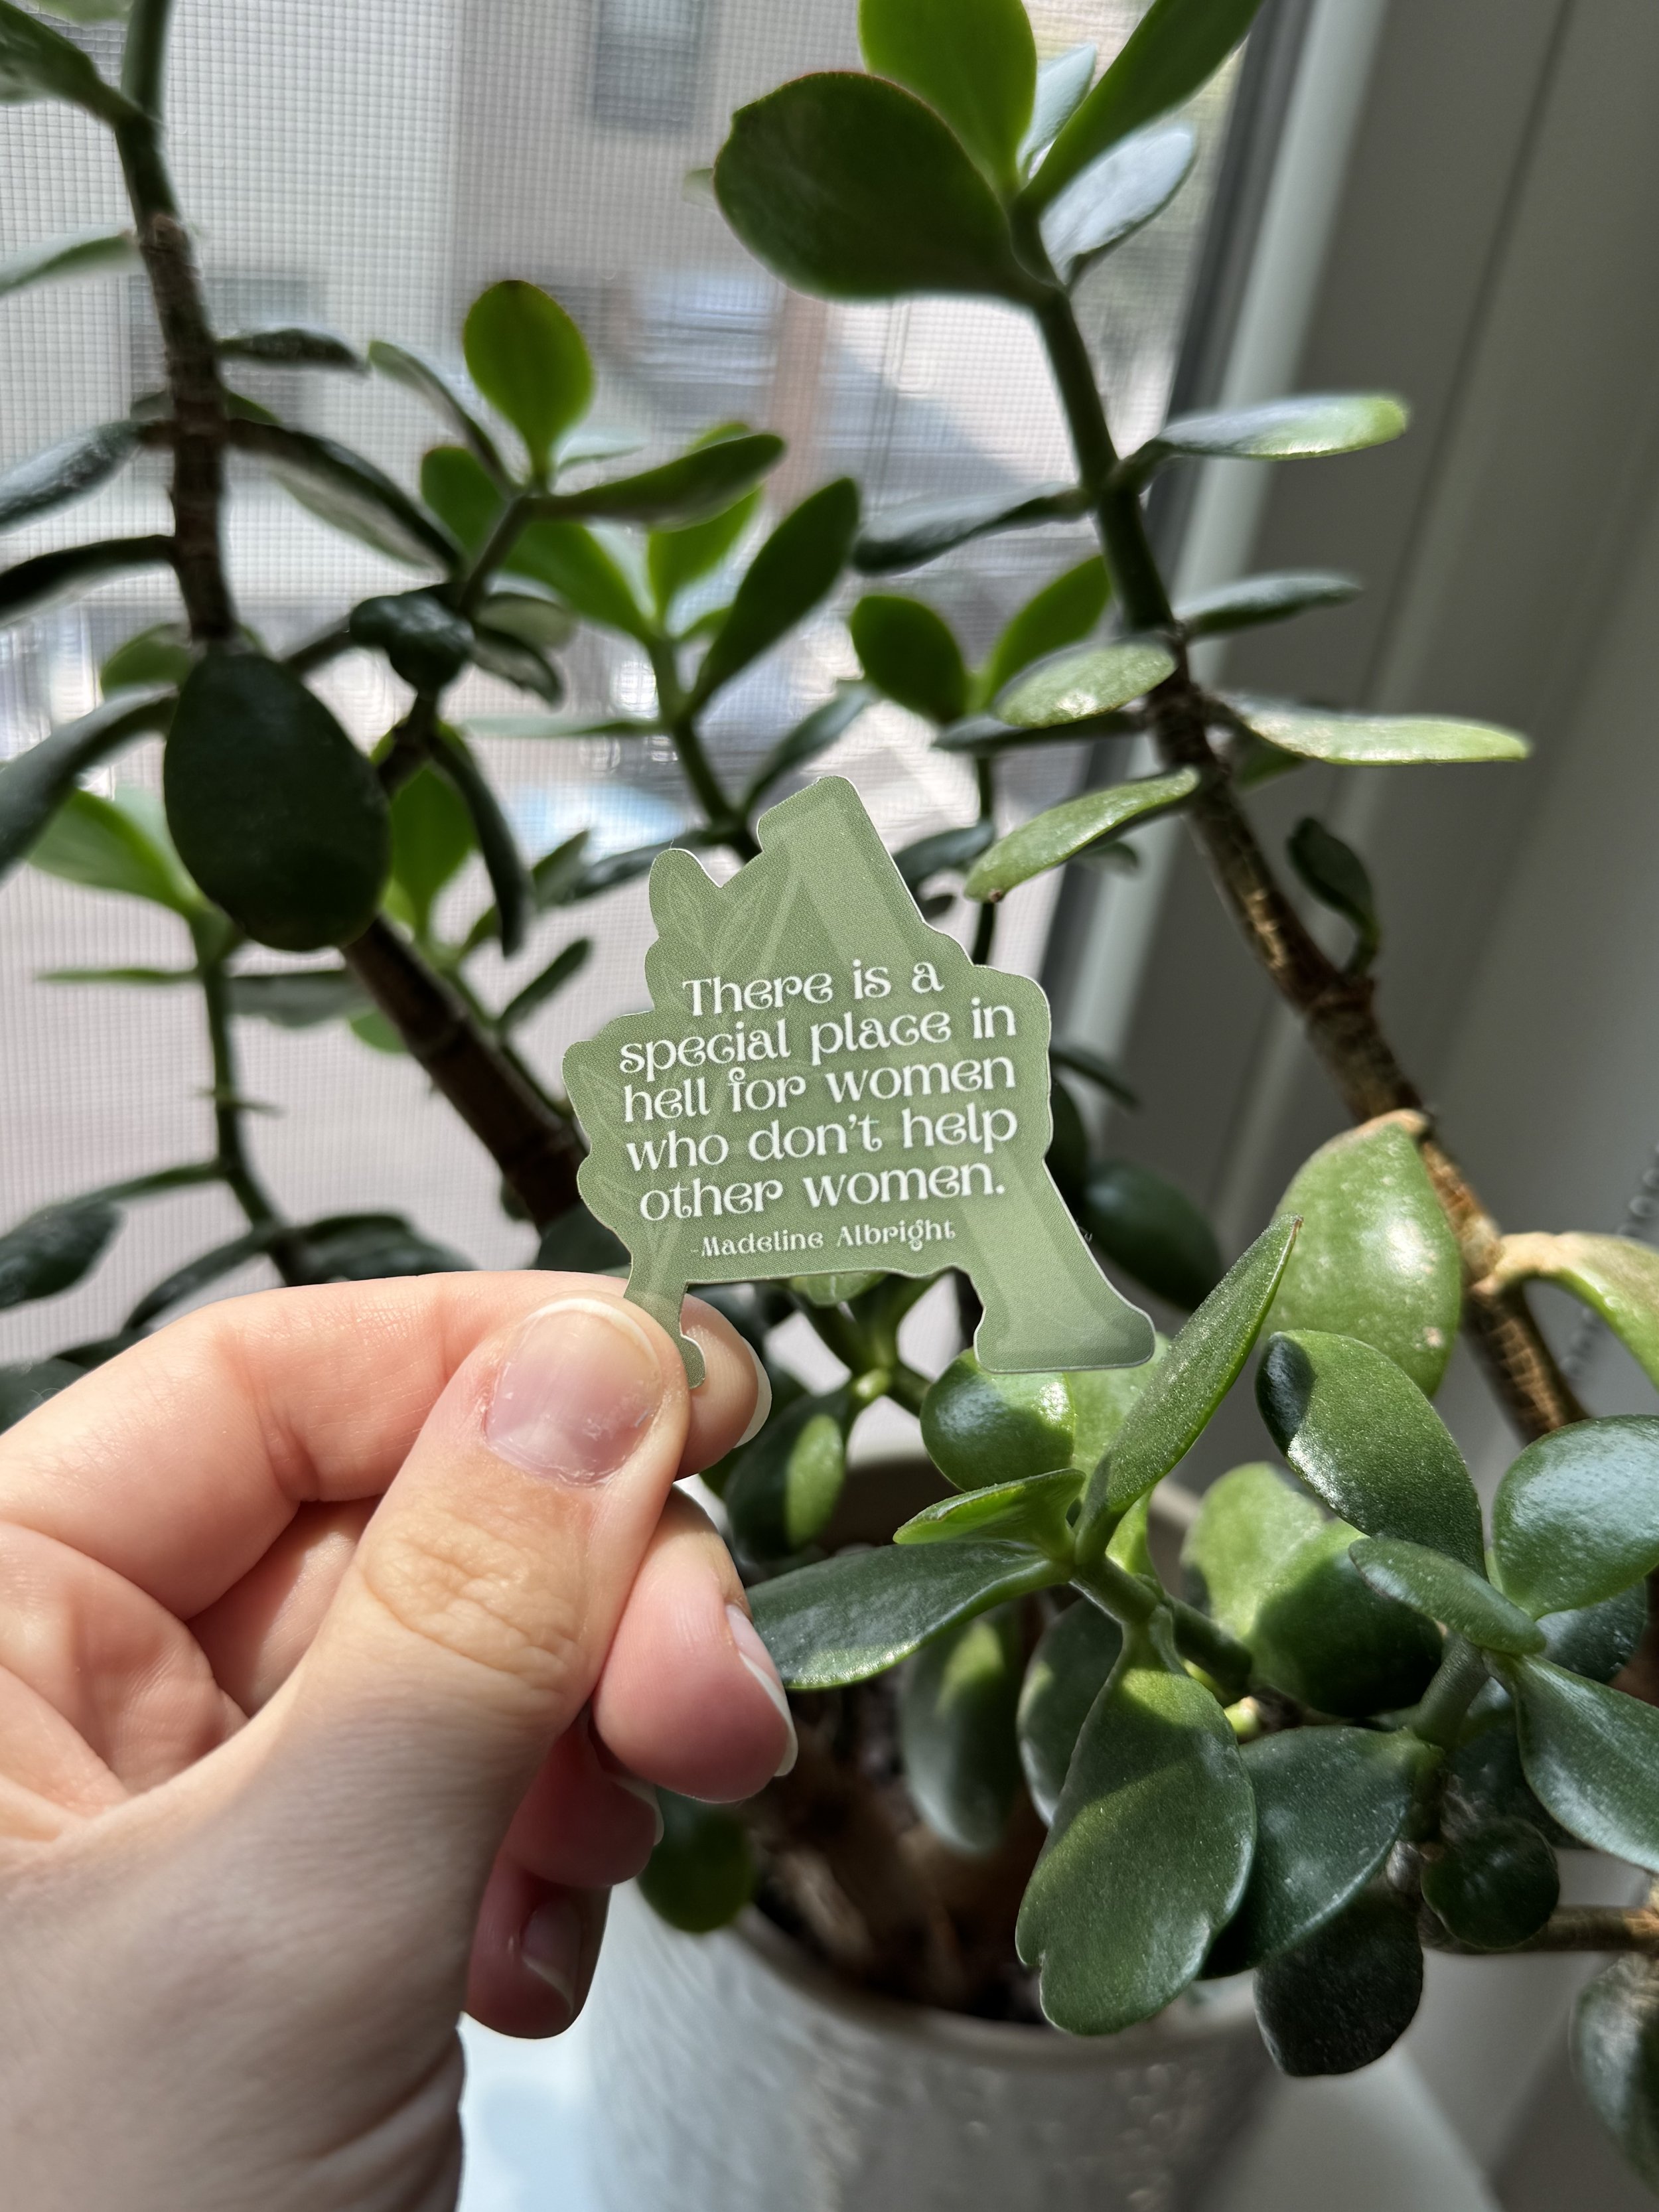 There is a
special place in
hell for women
who don't help
other women.
-Madeline Albright